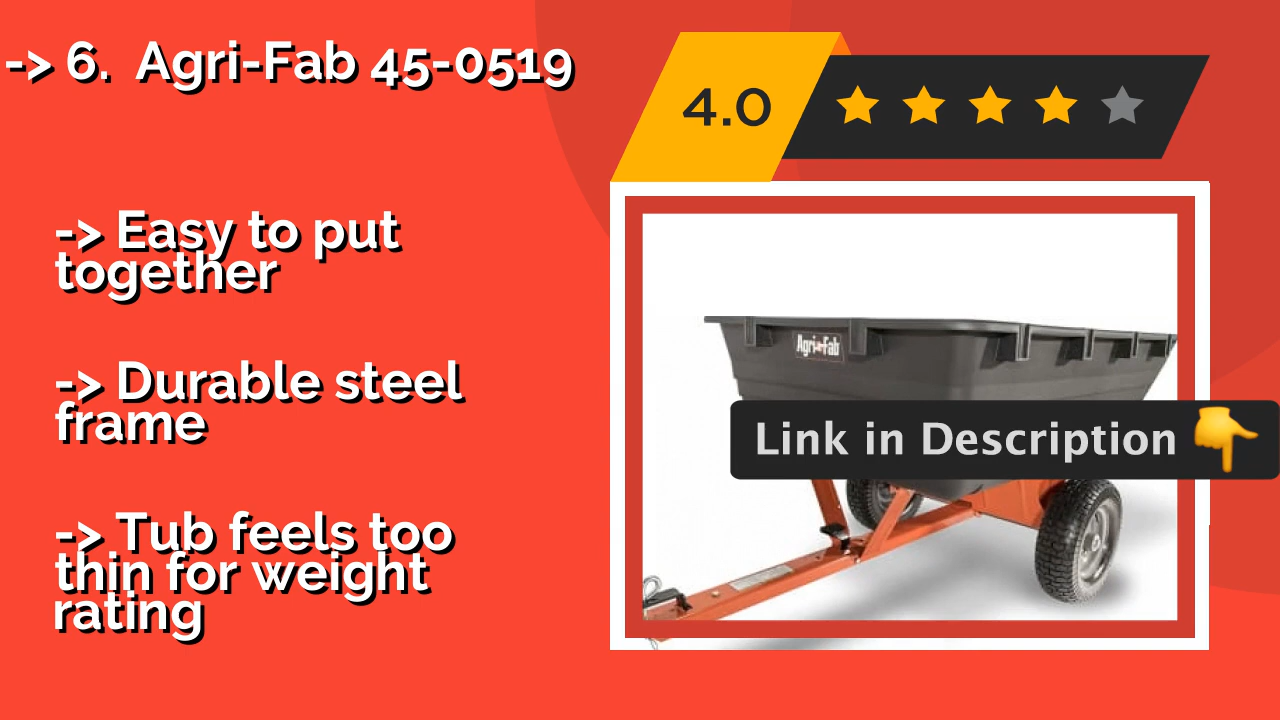 -> 6. Agri-Fab 45-0519
4.0
-> Easy to put
together
-> Durable steel
frame
-> Tub feels too
thin for weight
rating
Agri-Fab
Link in Description 👇